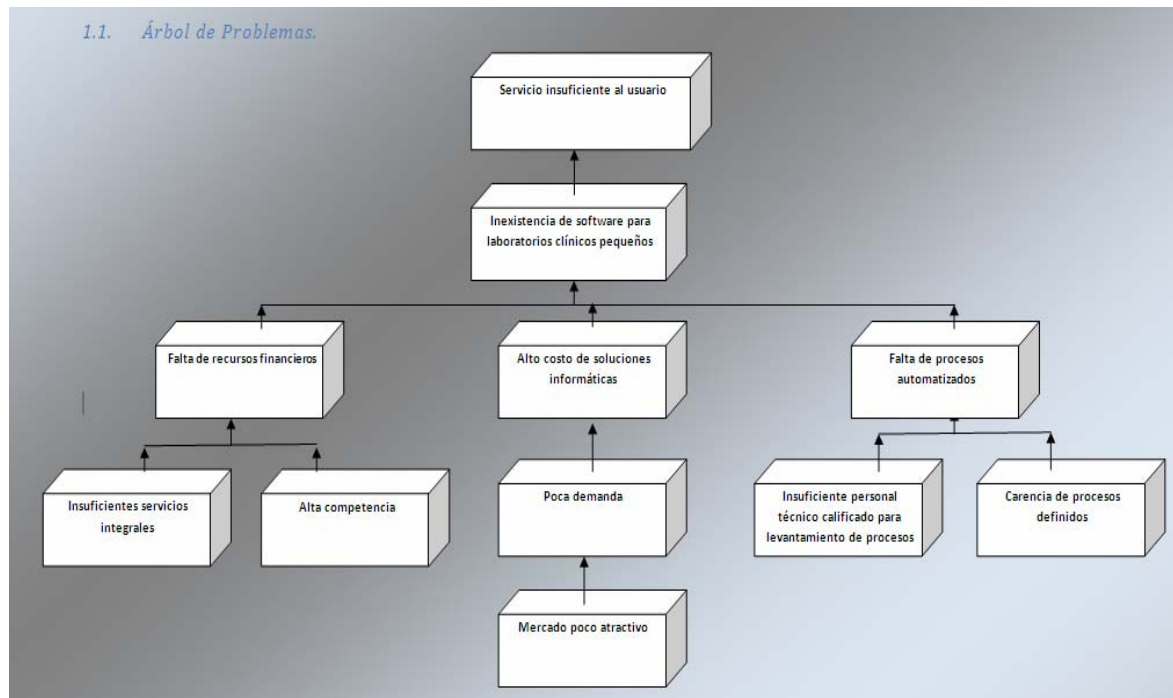 1.1. Árbol de Problemas.
Servicio insuficiente al usuario
Inexistencia de software para
laboratorios clínicos pequeños
Falta de recursos financieros
Alto costo de soluciones
informáticas
Falta de procesos
automatizados
Insuficientes servicios
integrales
Alta competencia
Poca demanda
Insuficiente personal
técnico calificado para
levantamiento de procesos
Carencia de procesos
definidos
Mercado poco atractivo